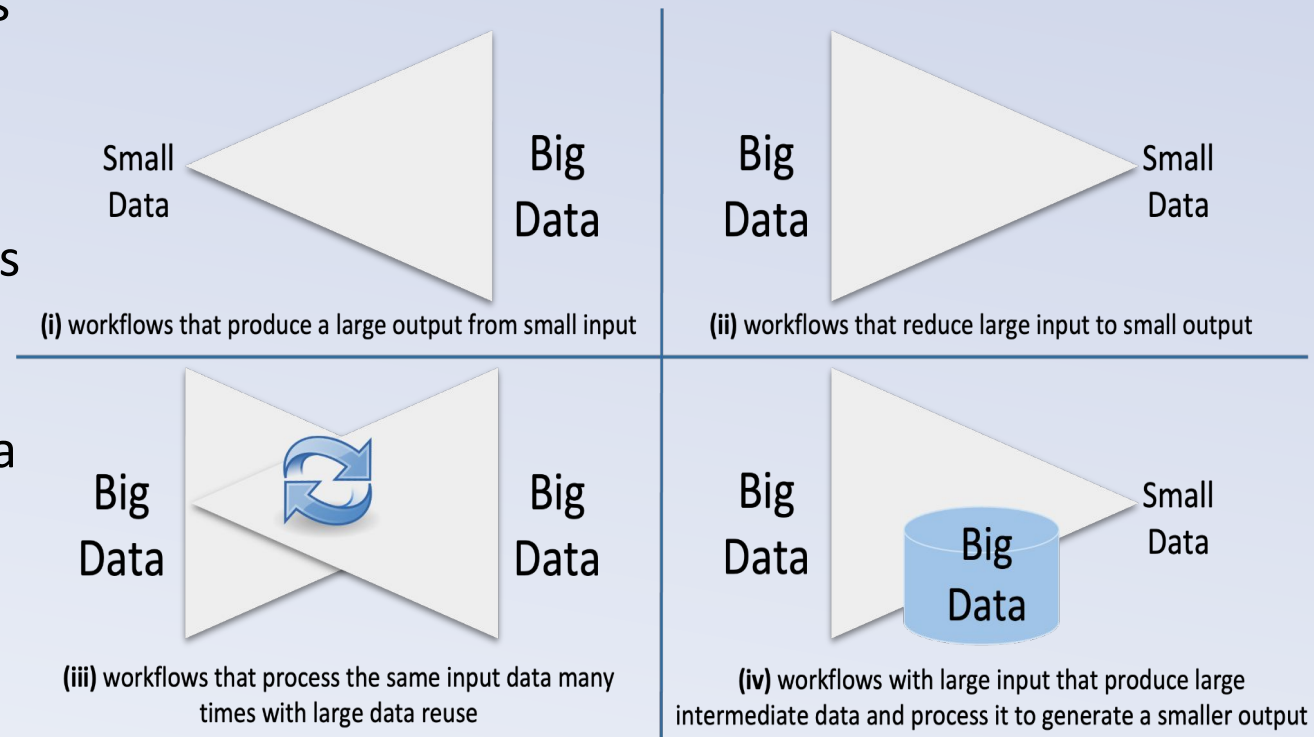 s
Small
Data
Big
Data
Big
Data
Small
Data
s
(i) workflows that produce a large output from small input
(ii) workflows that reduce large input to small output
a
Big
Data
Big
Data
Big
Data
Big
Data
Small
Data
(iii) workflows that process the same input data many
times with large data reuse
(iv) workflows with large input that produce large
intermediate data and process it to generate a smaller output